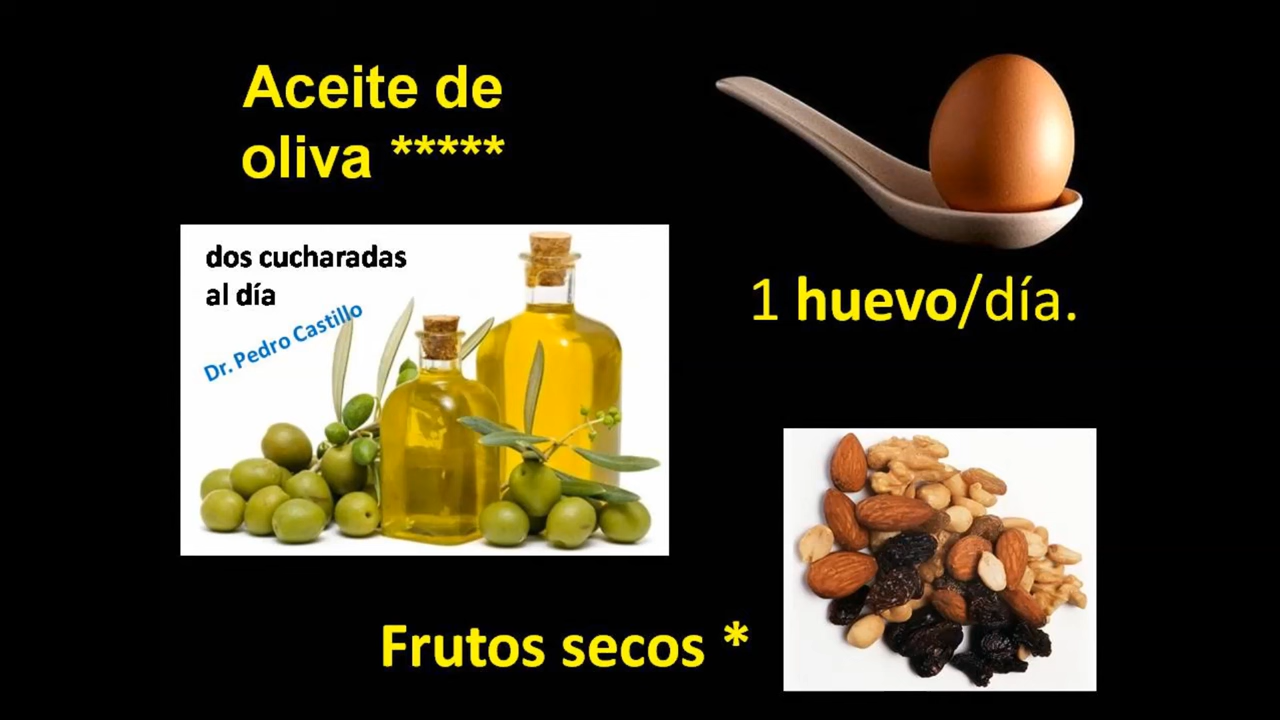 Aceite de
oliva *****
dos cucharadas
al día
Dr. Pedro Castillo
1 huevo/día.
Frutos secos *